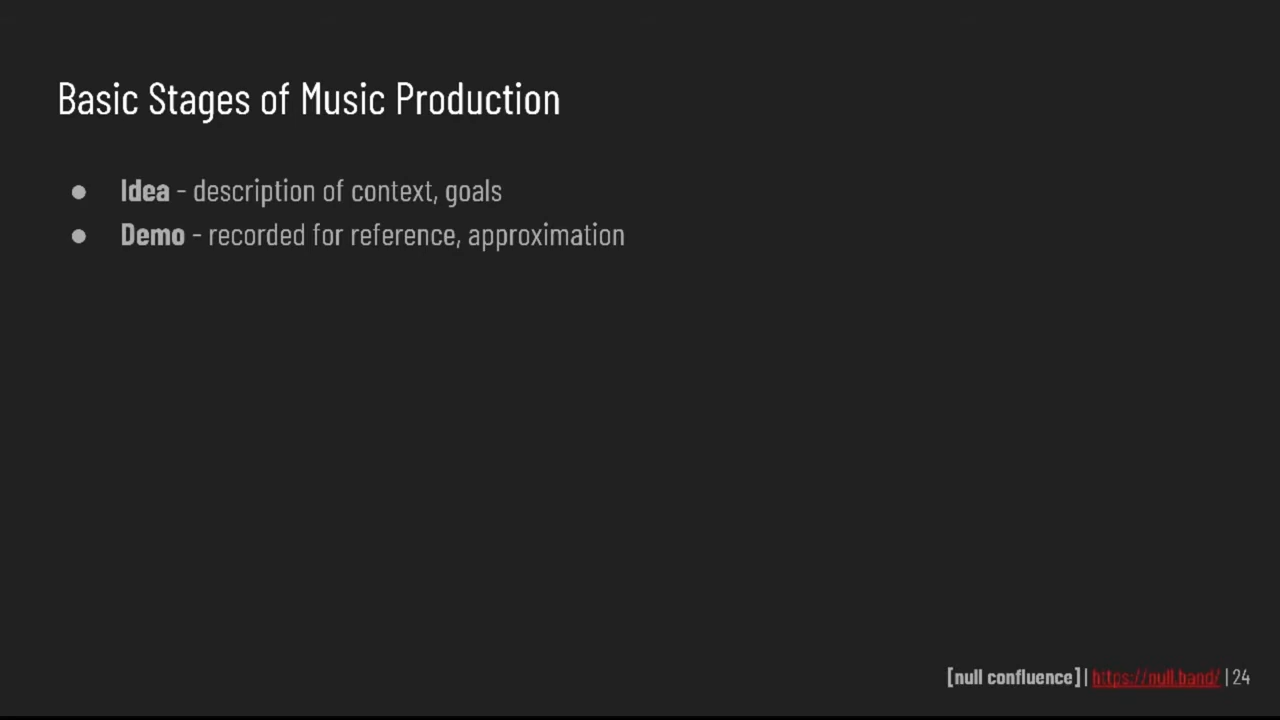 Basic Stages of Music Production
● Idea - description of context, goals
● Demo - recorded for reference, approximation
[null confluence] | https://null.band/ | 24